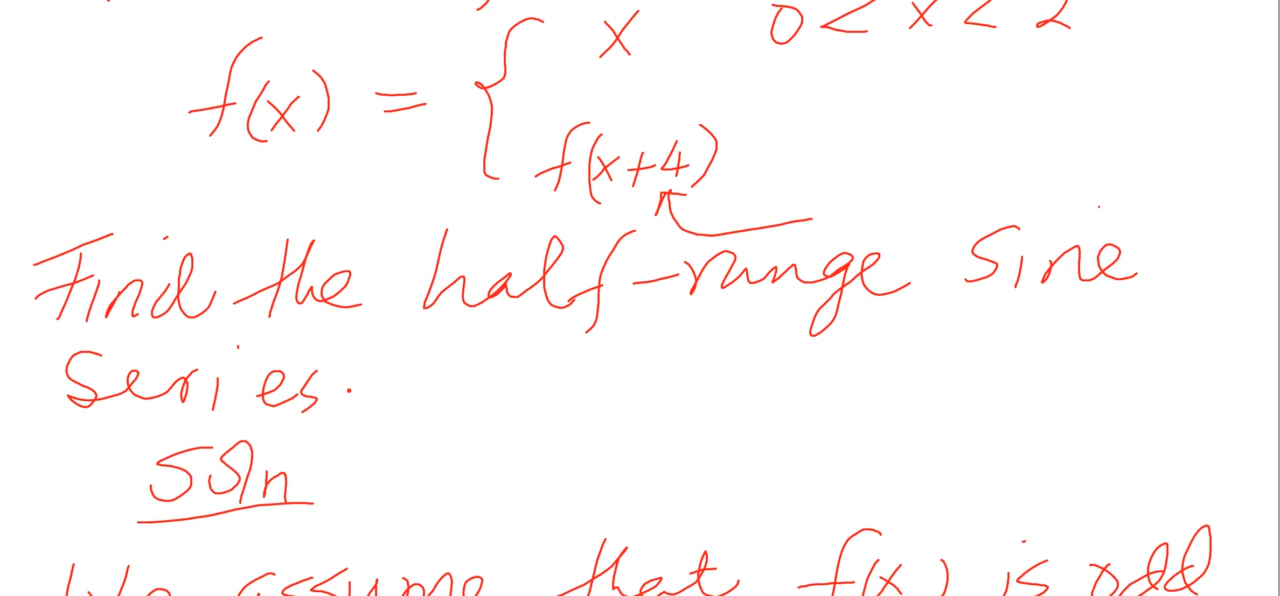 x 0 < x < 2
f(x) = {
f(x+4)
Find the half-range sine
series.
Soln
We assume that f(x) is odd